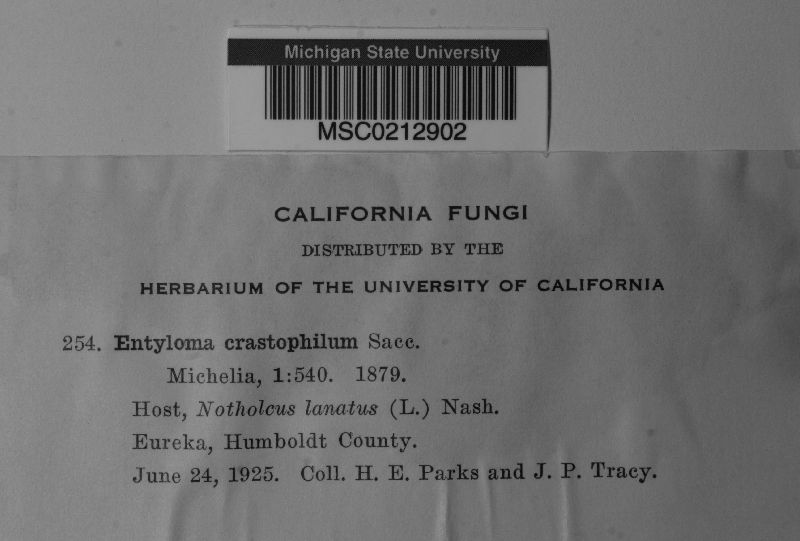 Michigan State University
MSC0212902
CALIFORNIA FUNGI
DISTRIBUTED BY THE
HERBARIUM OF THE UNIVERSITY OF CALIFORNIA
254. Entyloma crastophilum Sacc.
Michelia, 1:540. 1879.
Host, Notholcus lanatus (L.) Nash.
Eureka, Humboldt County.
June 24, 1925. Coll. H. E. Parks and J. P. Tracy.